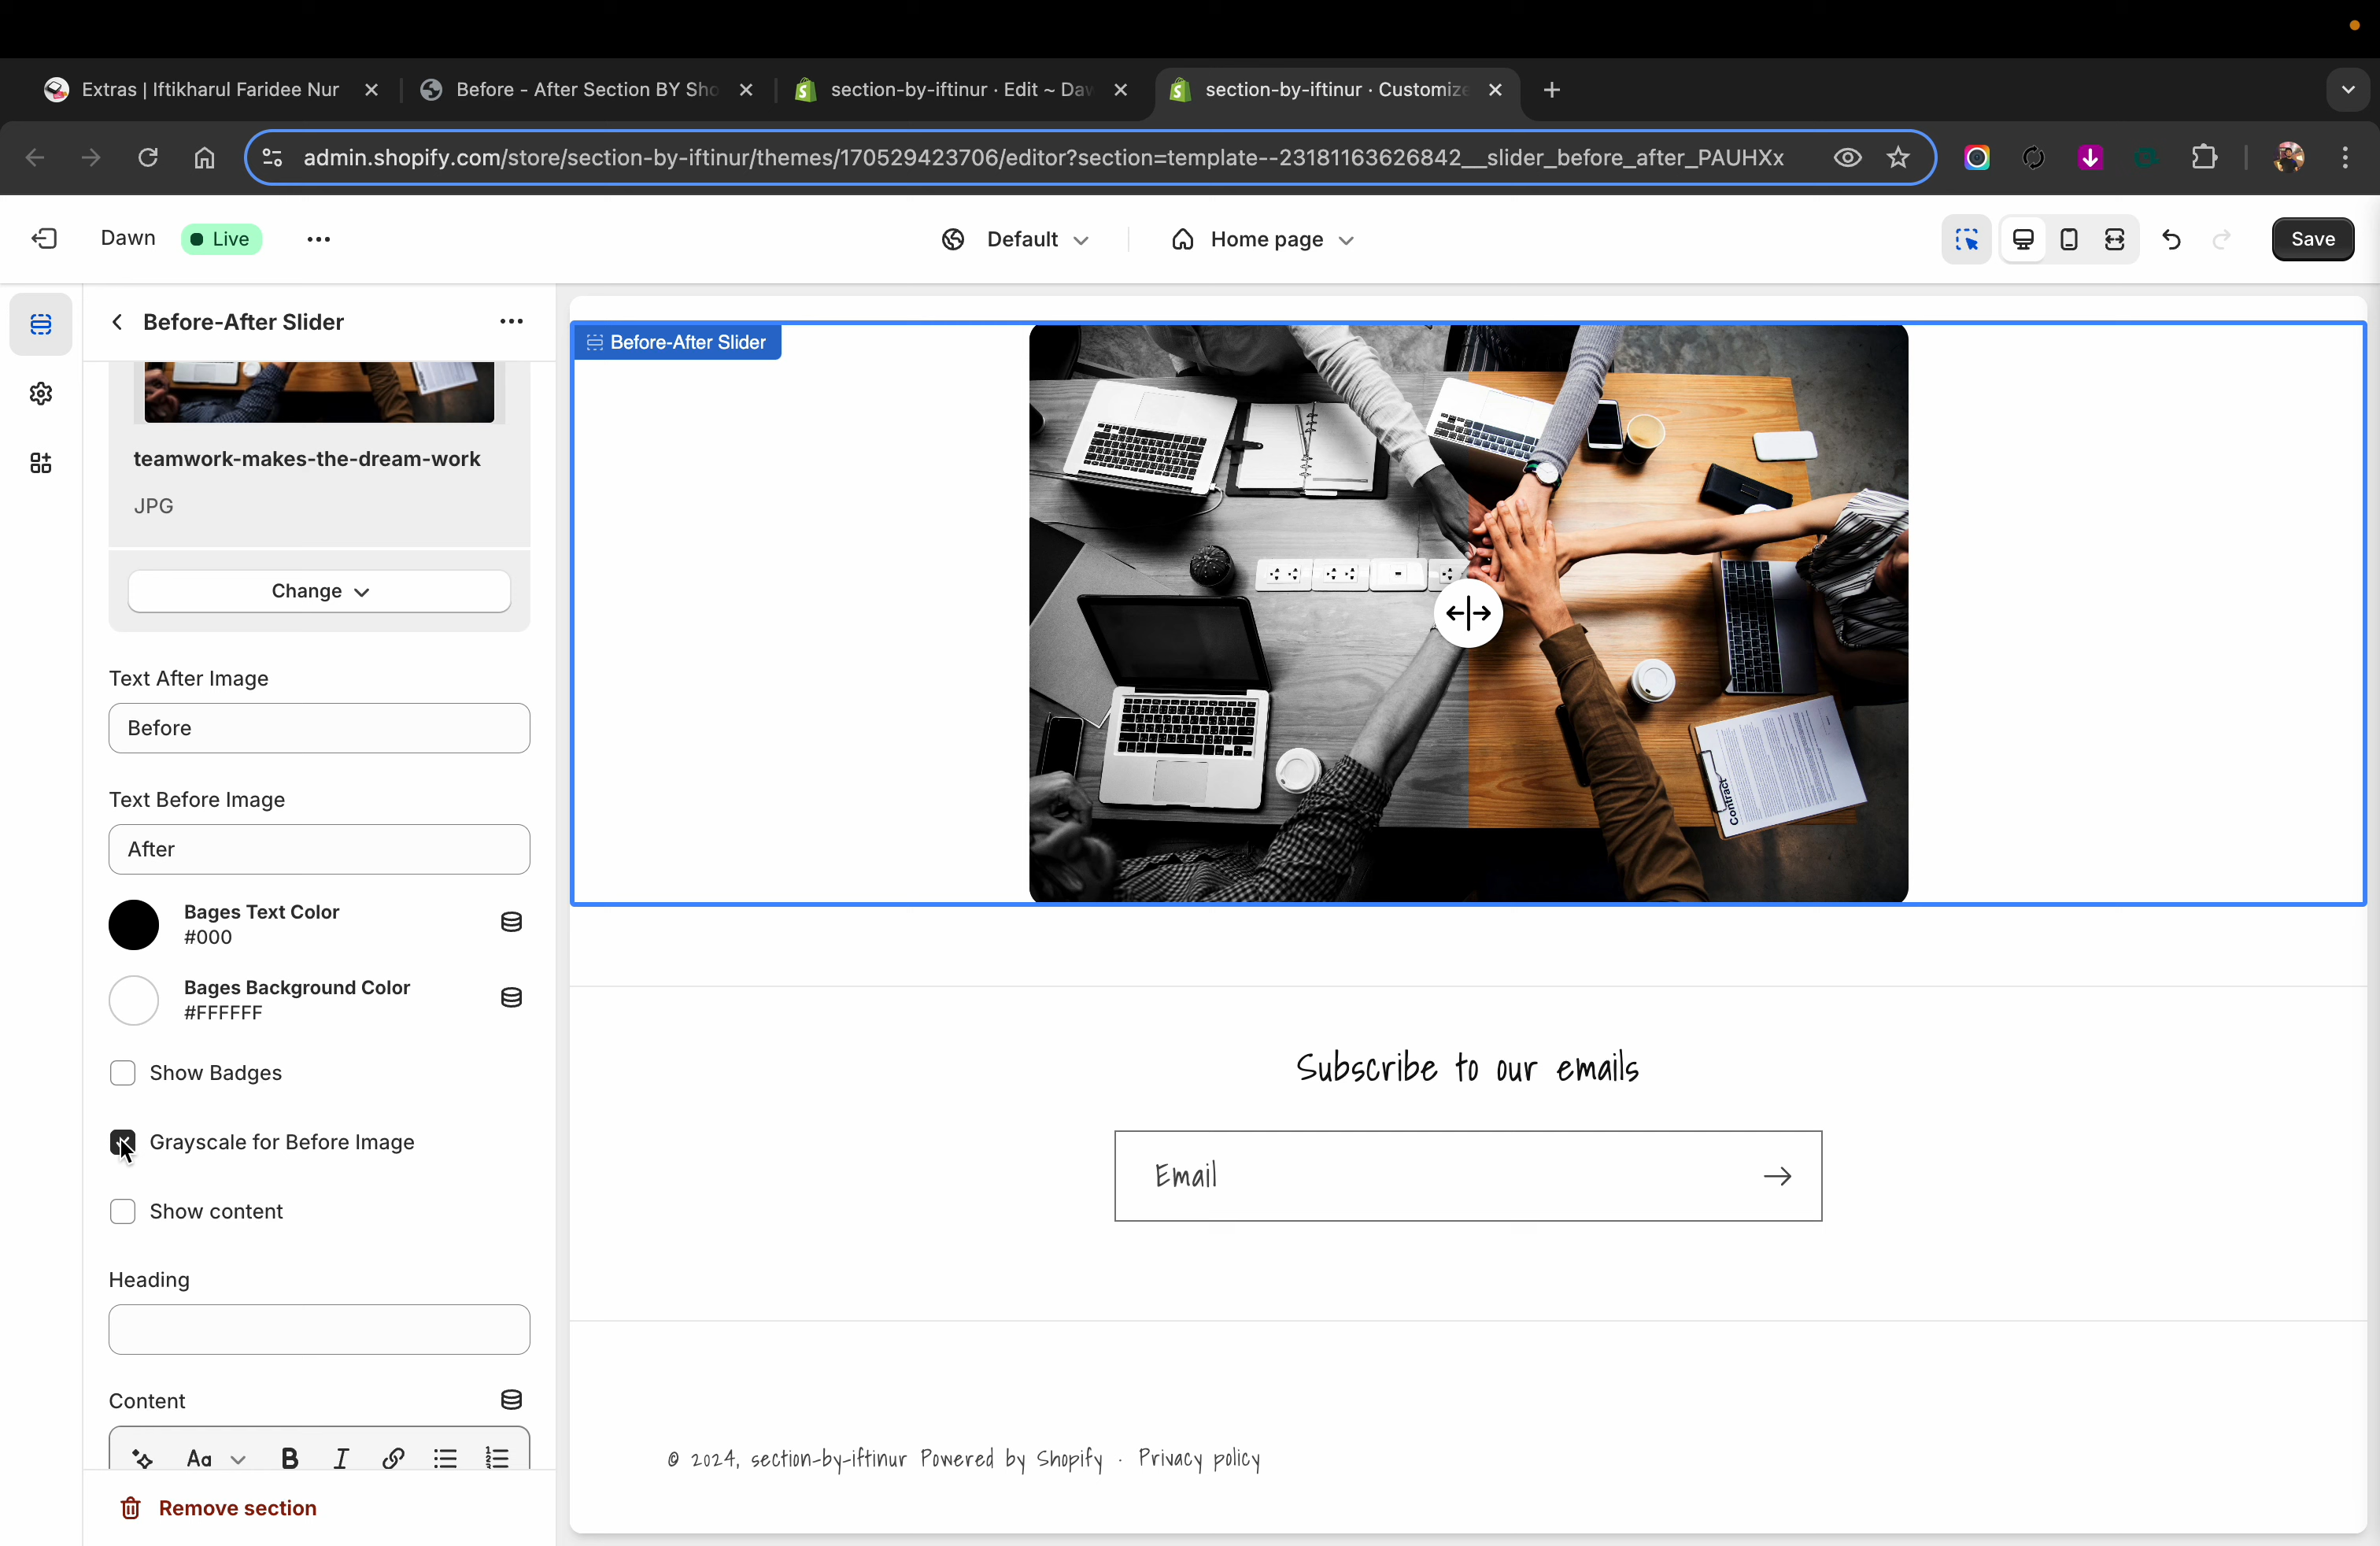 Extras | Iftikharul Faridee Nur
Before - After Section BY Sho
section-by-iftinur · Edit ~ Daw
section-by-iftinur · Customize
admin.shopify.com/store/section-by-iftinur/themes/170529423706/editor?section=template--23181163626842__slider_before_after_PAUHXx
Dawn
Live
Default
Home page
Save
Before-After Slider
teamwork-makes-the-dream-work
JPG
Change
Text After Image
Before
Text Before Image
After
Bages Text Color
#000
Bages Background Color
#FFFFFF
Show Badges
Grayscale for Before Image
Show content
Heading
Content
Aa
B
I
Remove section
Before-After Slider
Contract
Subscribe to our emails
Email
© 2024, section-by-iftinur Powered by Shopify · Privacy policy